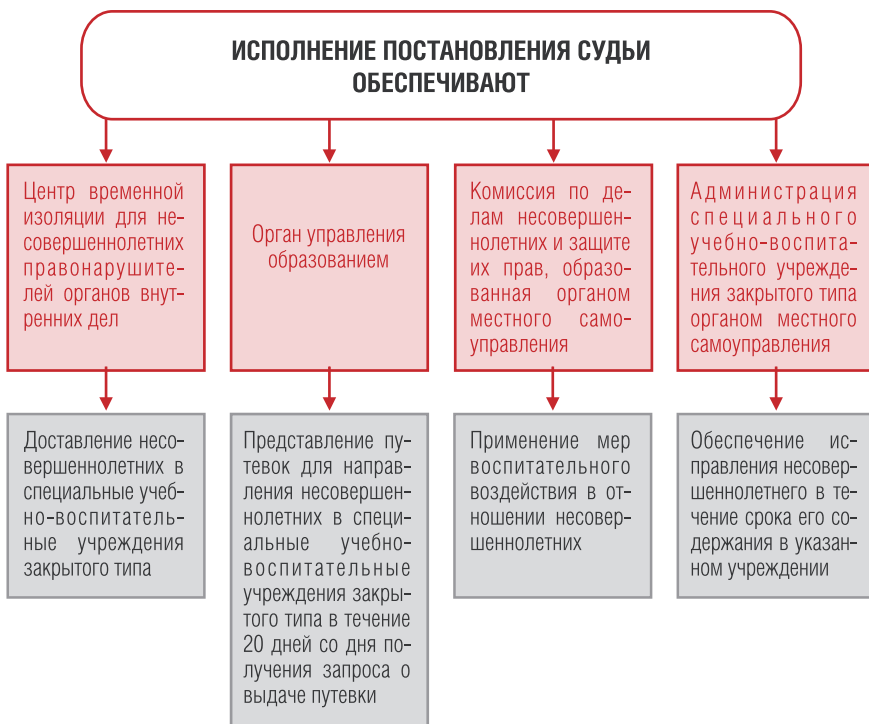 ИСПОЛНЕНИЕ ПОСТАНОВЛЕНИЯ СУДЬИ
ОБЕСПЕЧИВАЮТ
Центр временной
изоляции для не-
совершеннолетних
правонарушите-
лей органов внут-
ренних дел
Орган управления
образованием
Комиссия по де-
лам несовершен-
нолетних и защите
их прав, образо-
ванная органом
местного само-
управления
Администрация
специального
учебно-воспита-
тельного учрежде-
ния закрытого типа
органом местного
самоуправления
Доставление несо-
вершеннолетних в
специальные учеб-
но-воспитатель-
ные учреждения
закрытого типа
Представление пу-
тевок для направ-
ления несовершен-
нолетних в специ-
альные учебно-
воспитательные
учреждения закры-
того типа в течение
20 дней со дня по-
лучения запроса о
выдаче путевки
Применение мер
воспитательного
воздействия в от-
ношении несовер-
шеннолетних
Обеспечение ис-
правления несовер-
шеннолетнего в те-
чение срока его со-
держания в указан-
ном учреждении